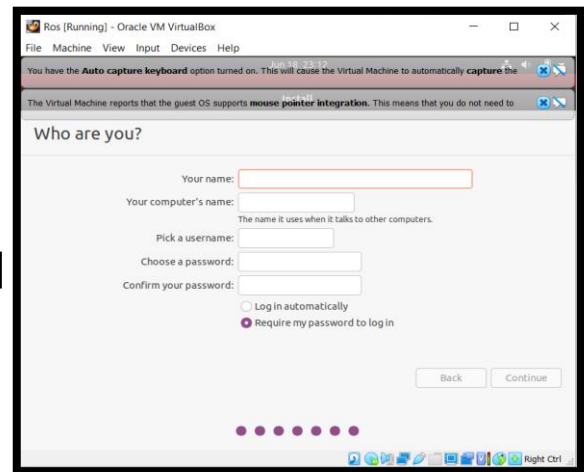 Ros [Running] - Oracle VM VirtualBox
File Machine View Input Devices Help
Jun 18 23:12
You have the Auto capture keyboard option turned on. This will cause the Virtual Machine to automatically capture the
Install
The Virtual Machine reports that the guest OS supports mouse pointer integration. This means that you do not need to
Who are you?
Your name:
Your computer's name:
The name it uses when it talks to other computers.
Pick a username:
Choose a password:
Confirm your password:
Log in automatically
Require my password to log in
Back Continue
Right Ctrl